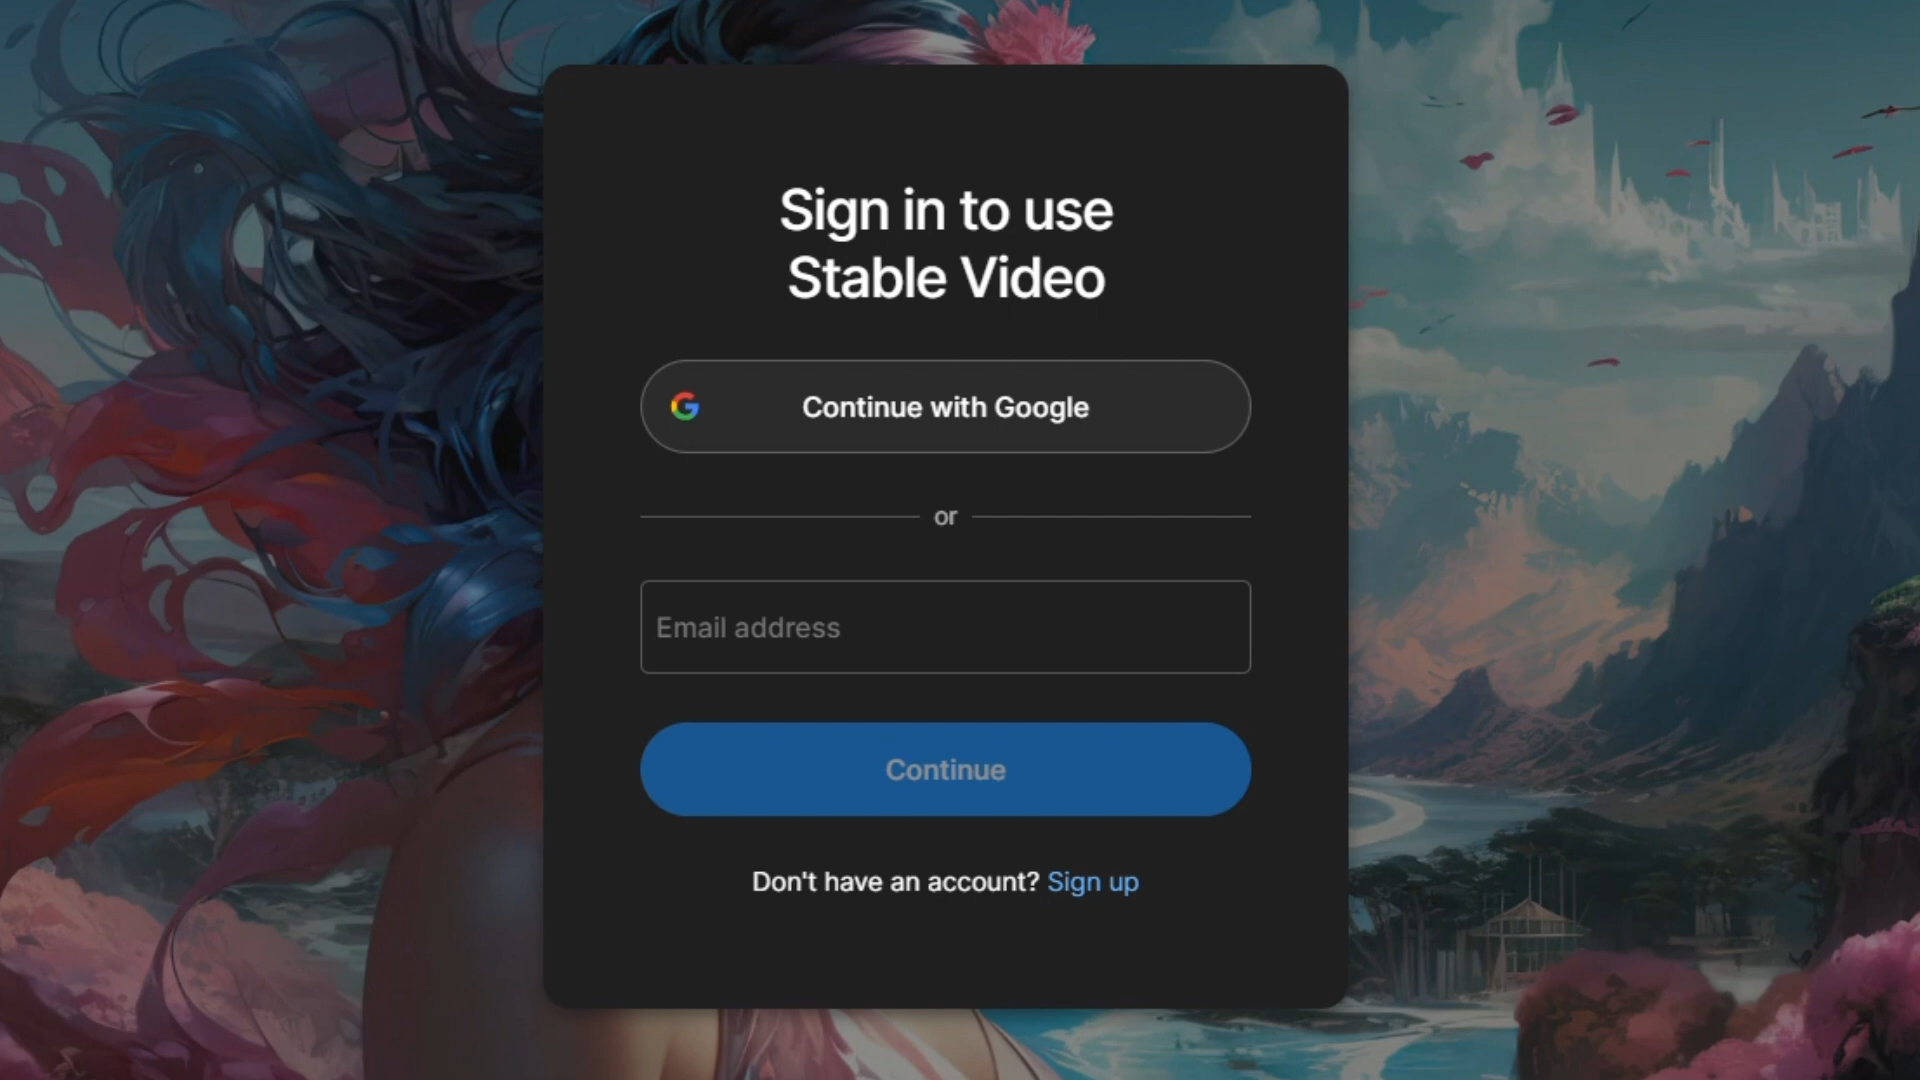 Sign in to use
Stable Video
Continue with Google
or
Email address
Continue
Don't have an account? Sign up